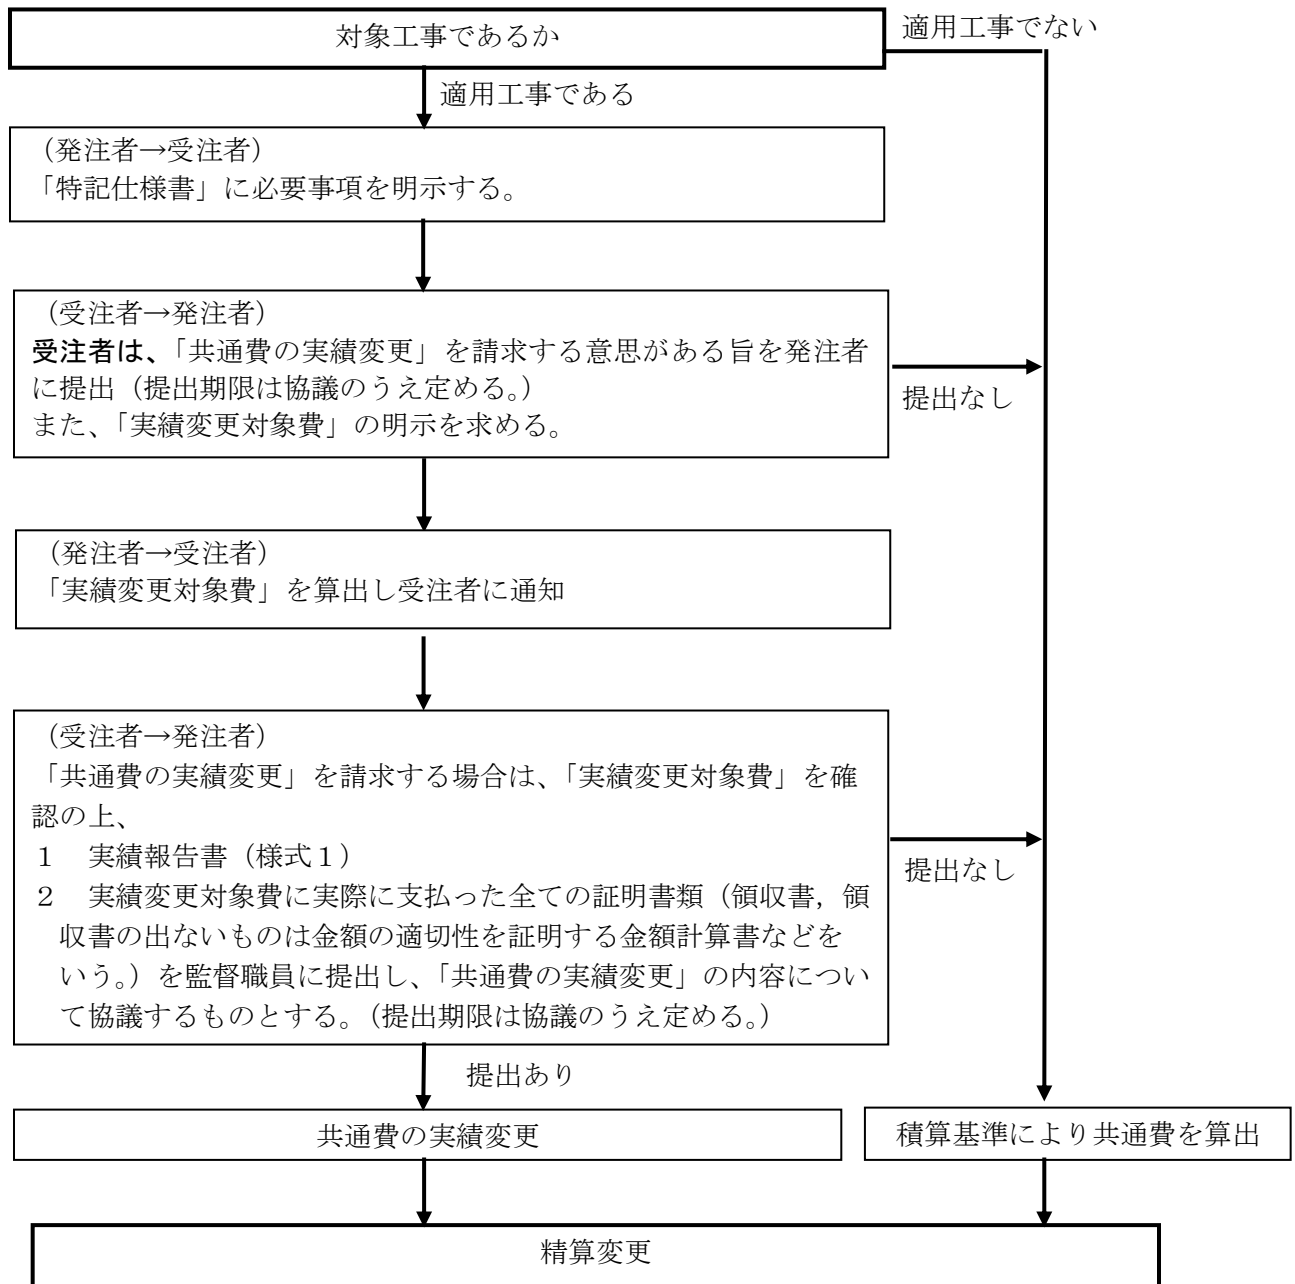 対象工事であるか
適用工事でない
適用工事である
（発注者→受注者）
「特記仕様書」に必要事項を明示する。
（受注者→発注者）
受注者は、「共通費の実績変更」を請求する意思がある旨を発注者
に提出（提出期限は協議のうえ定める。）
また、「実績変更対象費」の明示を求める。
提出なし
（発注者→受注者）
「実績変更対象費」を算出し受注者に通知
（受注者→発注者）
「共通費の実績変更」を請求する場合は、「実績変更対象費」を確
認の上、
１　実績報告書（様式１）
２　実績変更対象費に実際に支払った全ての証明書類（領収書，領
収書の出ないものは金額の適切性を証明する金額計算書などを
いう。）を監督職員に提出し、「共通費の実績変更」の内容につい
て協議するものとする。（提出期限は協議のうえ定める。）
提出なし
提出あり
共通費の実績変更
積算基準により共通費を算出
精算変更